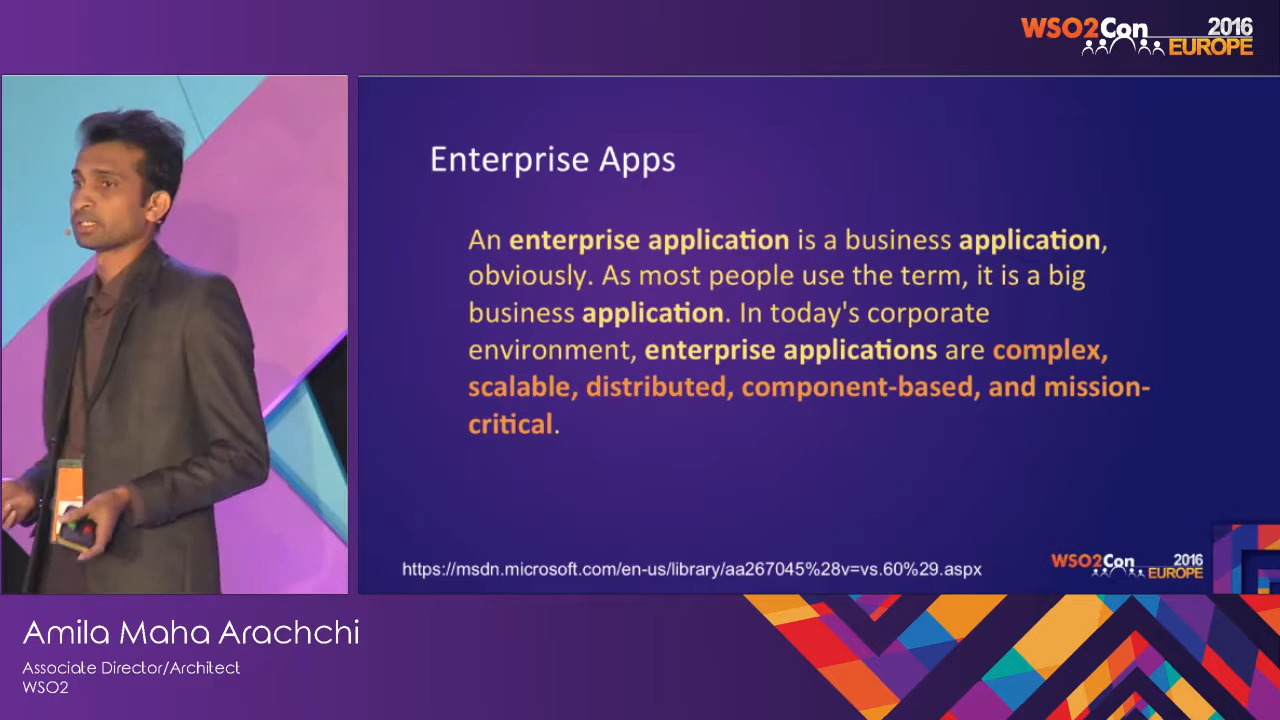 WSO2Con 2016
EUROPE
Enterprise Apps
An enterprise application is a business application,
obviously. As most people use the term, it is a big
business application. In today's corporate
environment, enterprise applications are complex,
scalable, distributed, component-based, and mission-
critical.
https://msdn.microsoft.com/en-us/library/aa267045%28v=vs.60%29.aspx
WSO2Con 2016
EUROPE
Amila Maha Arachchi
Associate Director/Architect
WSO2